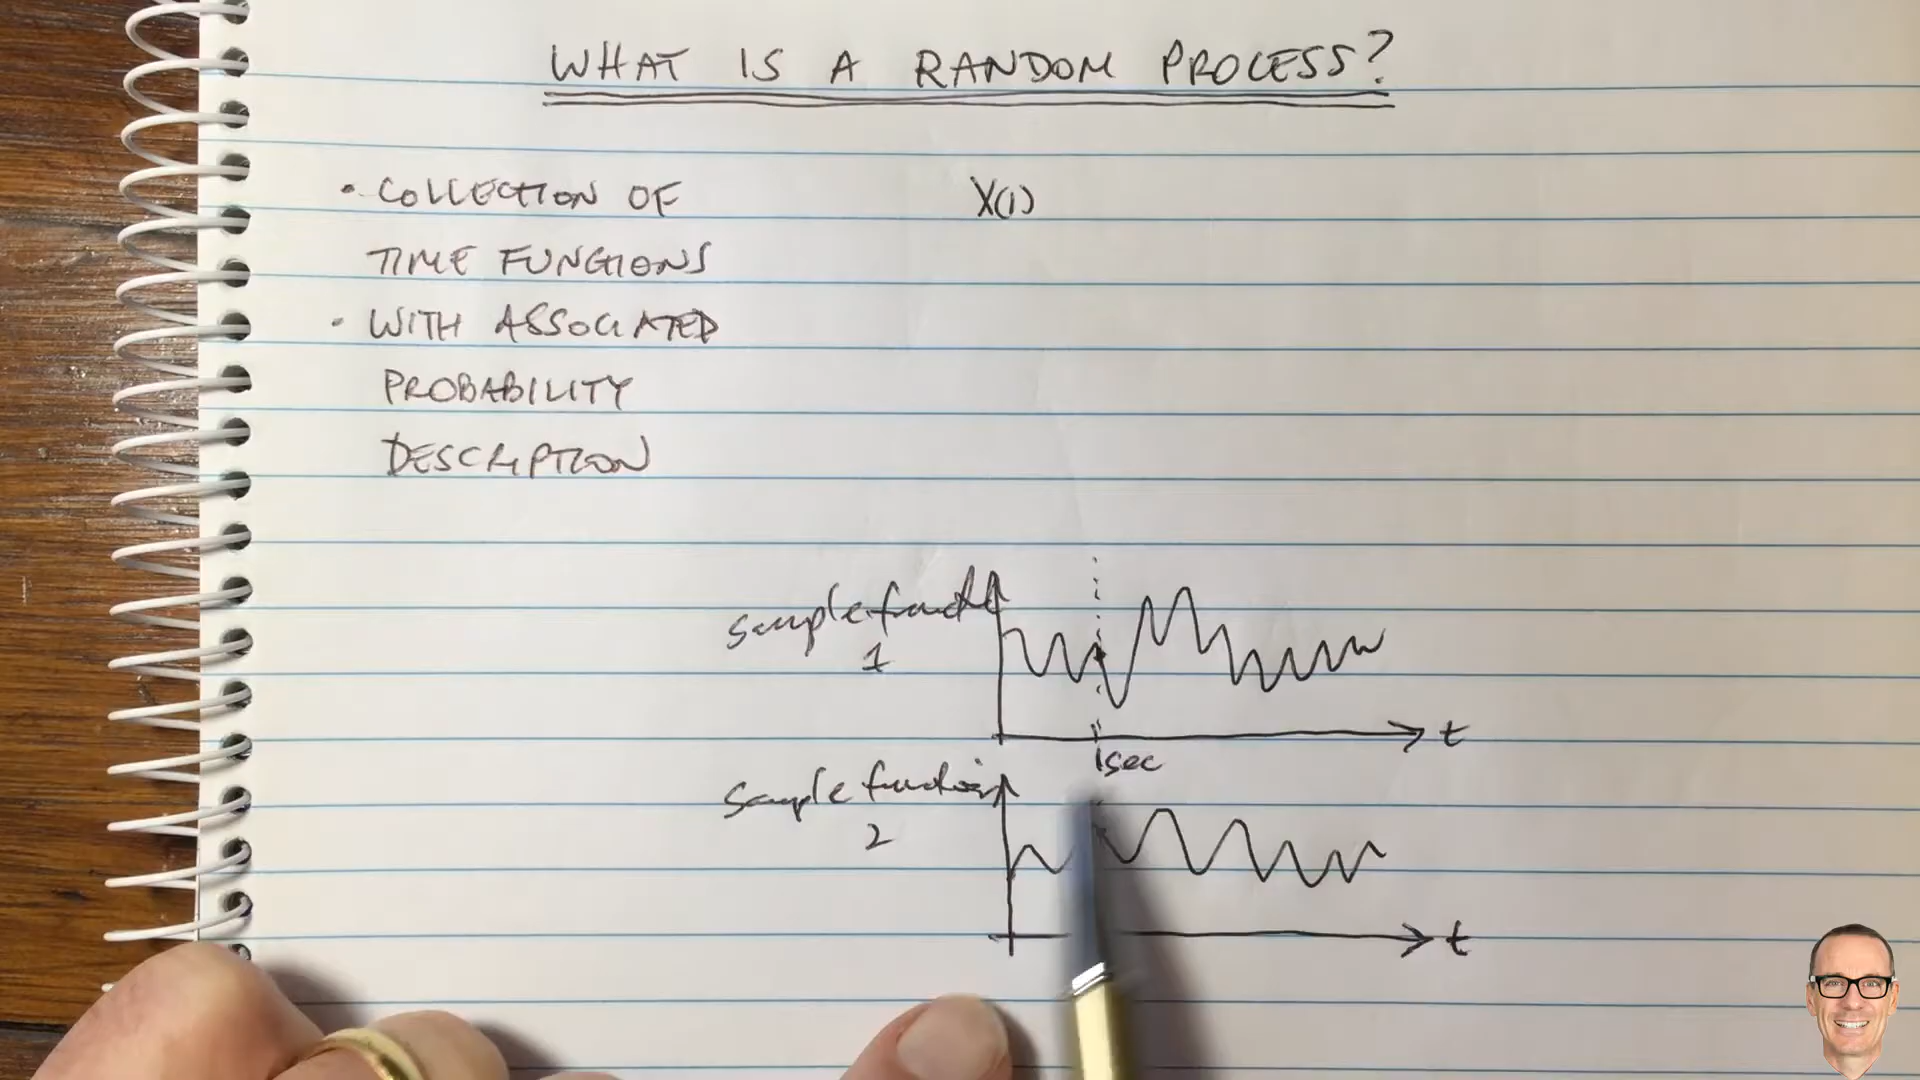 WHAT IS A RANDOM PROCESS?
• COLLECTION OF
X(1)
TIME FUNCTIONS
• WITH ASSOCIATED
PROBABILITY
DESCRIPTION
sample funct
1
t
1sec
sample function
2
t